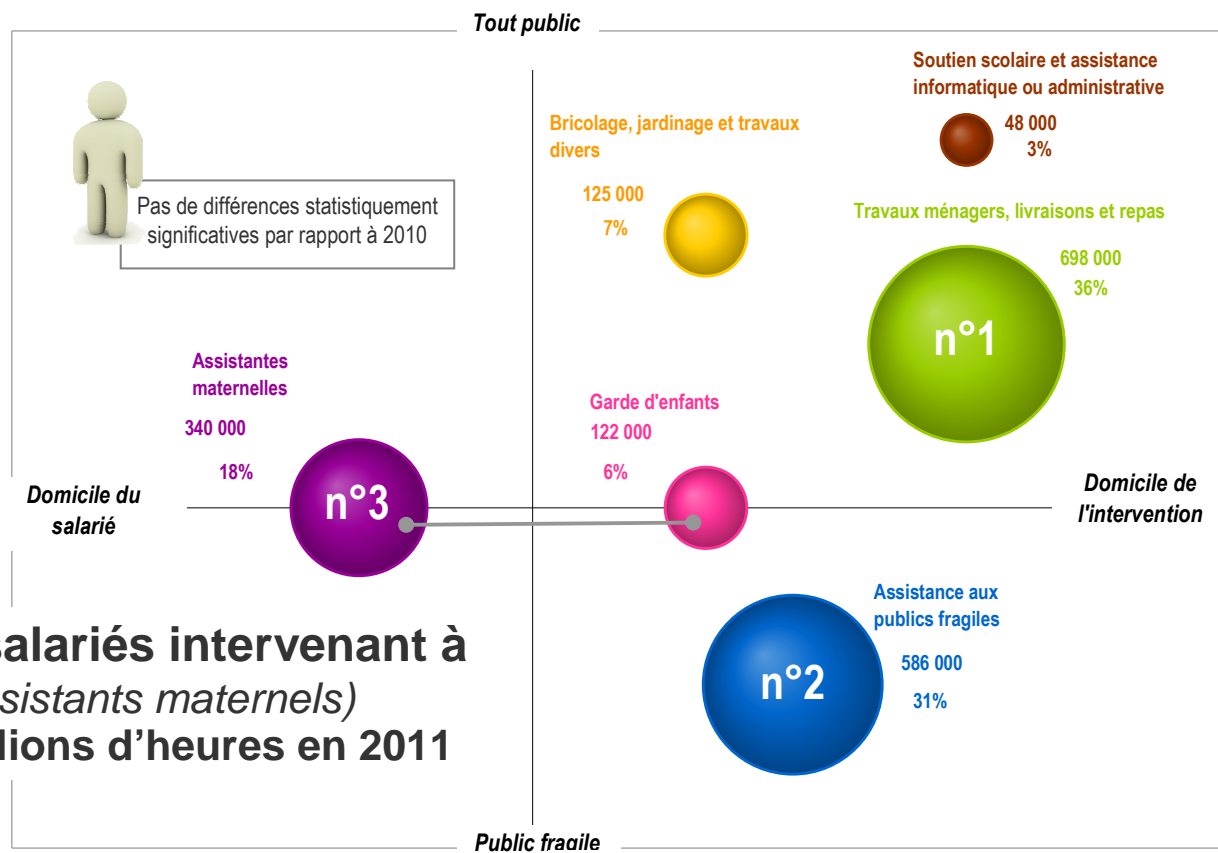 Tout public
Soutien scolaire et assistance
informatique ou administrative
48 000
3%
Bricolage, jardinage et travaux
divers
125 000
7%
Pas de différences statistiquement
significatives par rapport à 2010
Travaux ménagers, livraisons et repas
698 000
36%
n°1
Assistantes
maternelles
340 000
18%
n°3
Garde d'enfants
122 000
6%
Domicile du
salarié
Domicile de
l'intervention
Assistance aux
publics fragiles
586 000
31%
n°2
salariés intervenant à
sistants maternels)
lions d’heures en 2011
Public fragile